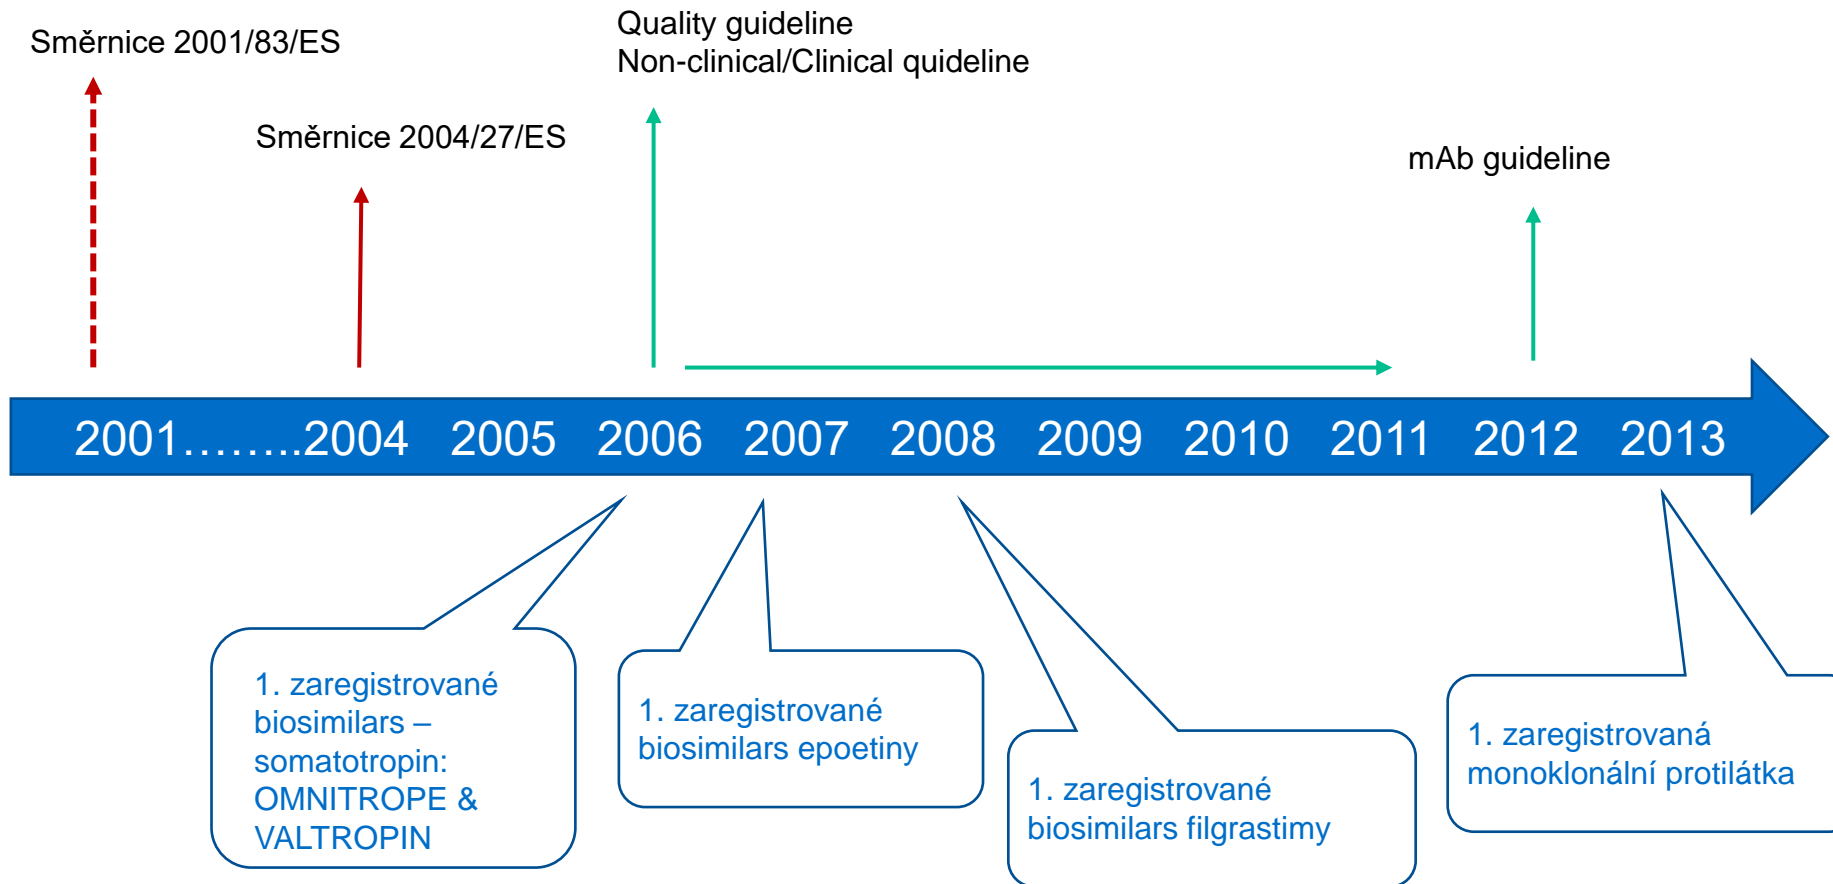 Směrnice 2001/83/ES
Quality guideline
Non-clinical/Clinical quideline
Směrnice 2004/27/ES
mAb guideline
2001……..2004 2005 2006 2007 2008 2009 2010 2011 2012 2013
1. zaregistrované
biosimilars –
somatotropin:
OMNITROPE &
VALTROPIN
1. zaregistrované
biosimilars epoetiny
1. zaregistrované
biosimilars filgrastimy
1. zaregistrovaná
monoklonální protilátka